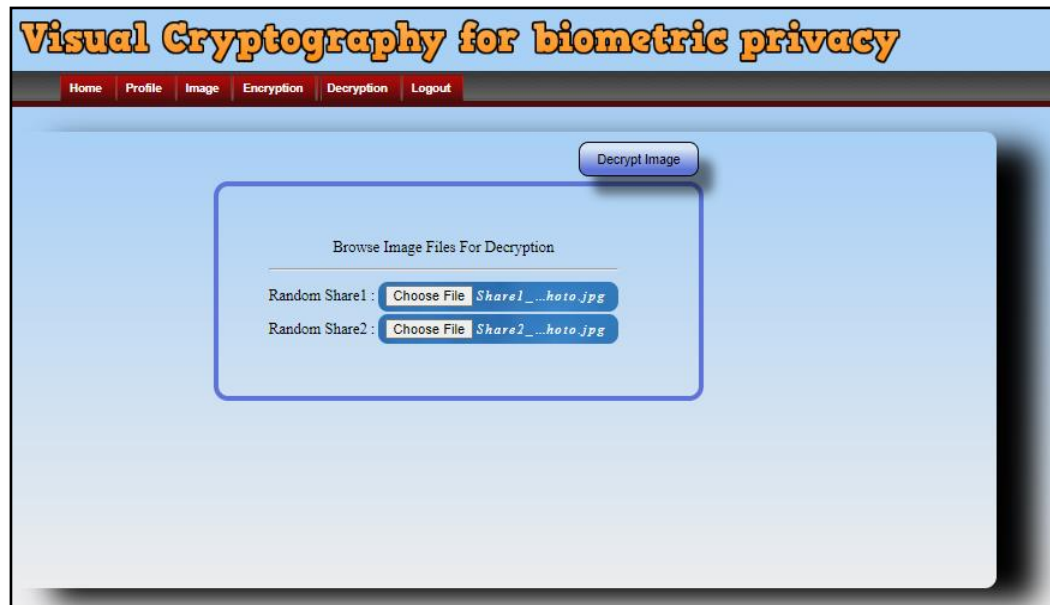 Visual Cryptography for biometric privacy
Home Profile Image Encryption Decryption Logout
Decrypt Image
Browse Image Files For Decryption
Random Share1 : Choose File Share1_...hoto.jpg
Random Share2 : Choose File Share2_...hoto.jpg